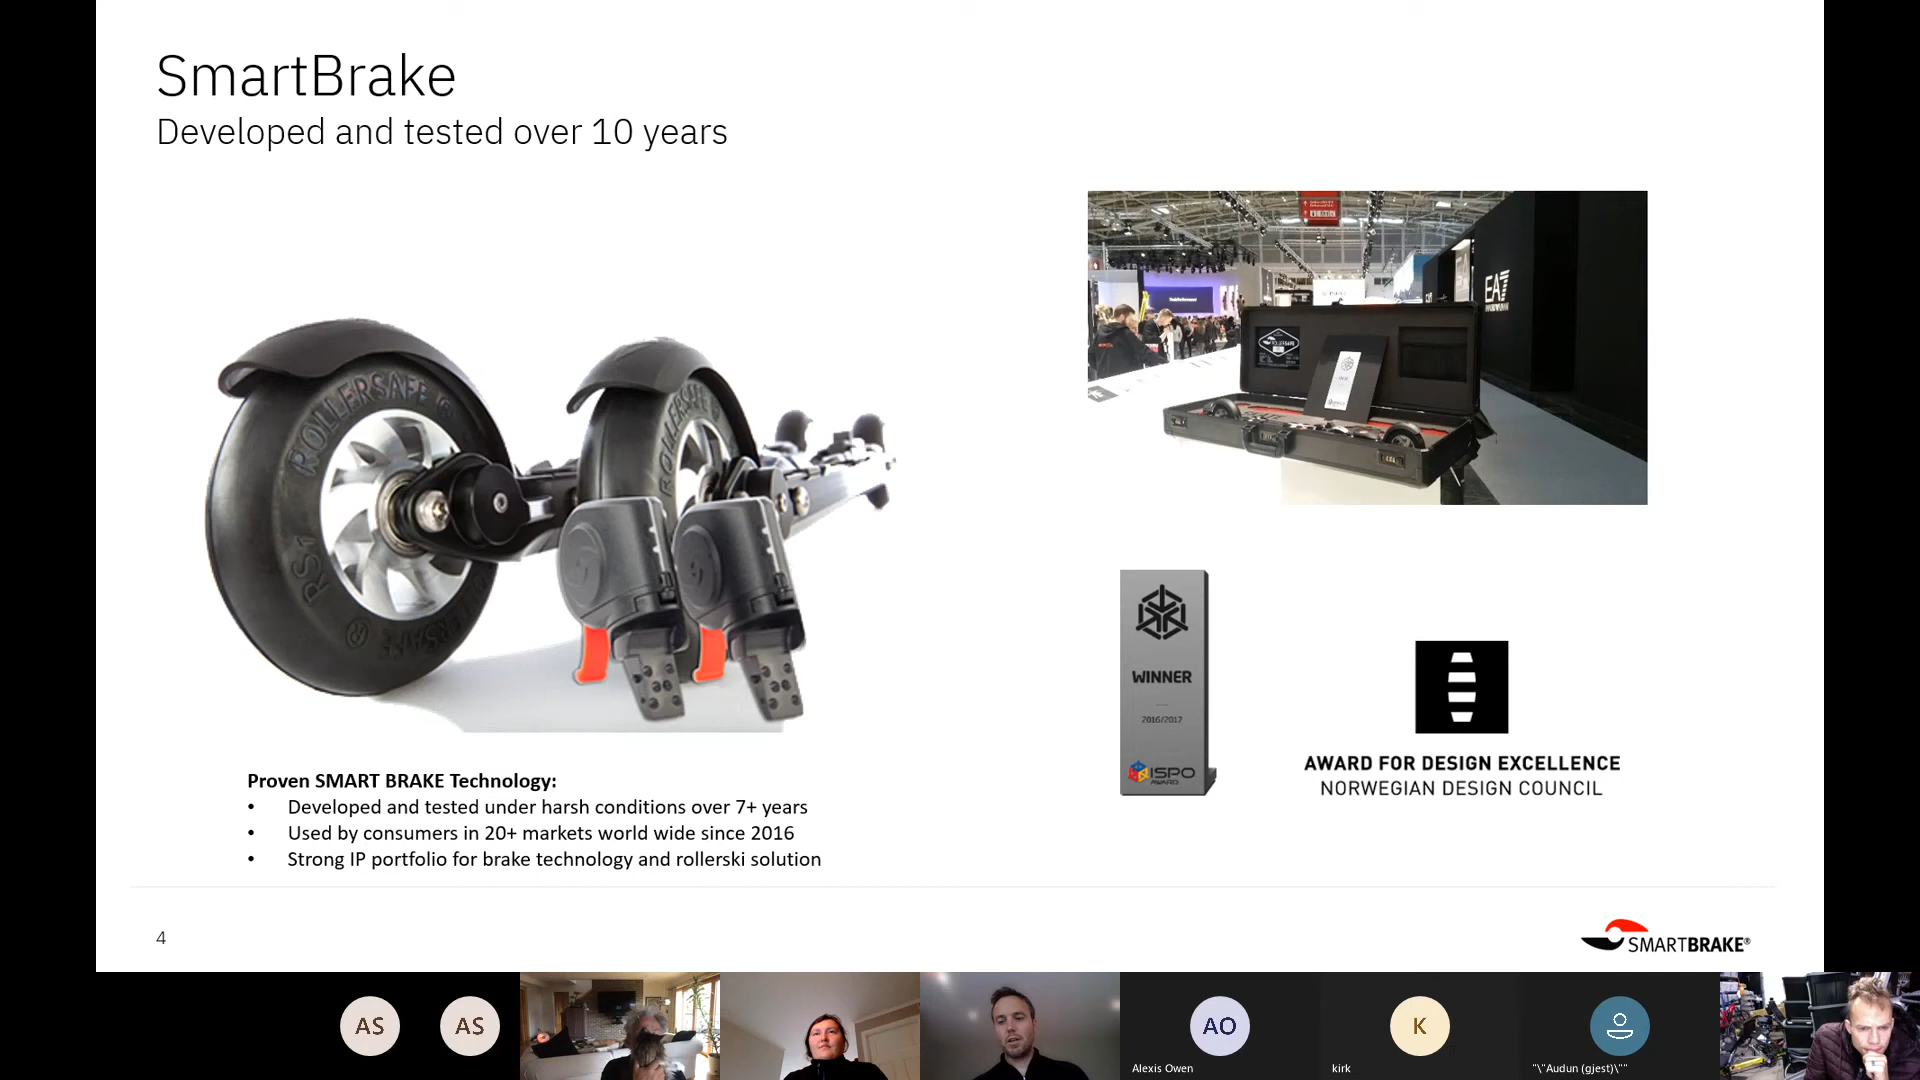 SmartBrake
Developed and tested over 10 years
ROLLERSAFE ®
RS1
ROLLERSAFE
EA7
WINNER
2016/2017
ISPO
AWARD
AWARD FOR DESIGN EXCELLENCE
NORWEGIAN DESIGN COUNCIL
Proven SMART BRAKE Technology:
• Developed and tested under harsh conditions over 7+ years
• Used by consumers in 20+ markets world wide since 2016
• Strong IP portfolio for brake technology and rollerski solution
4
SMARTBRAKE®
AS
AS
AO
K
Alexis Owen
kirk
"\"Audun (gjest)\""